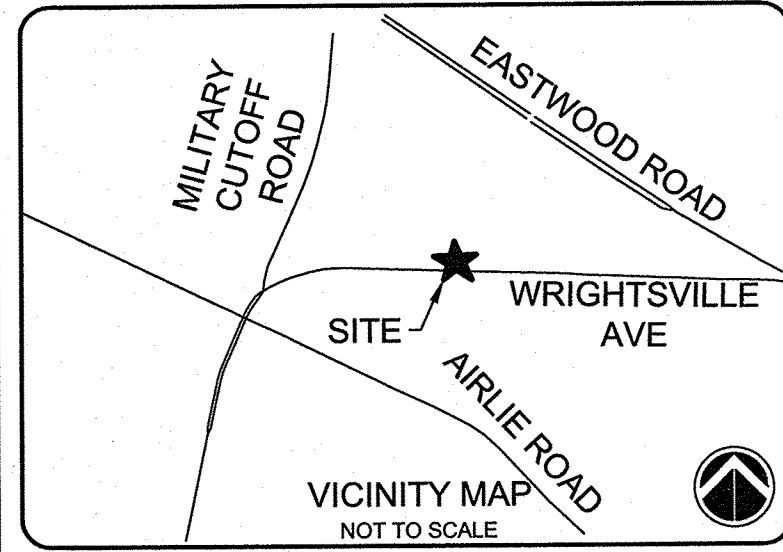 MILITARY
CUTOFF
ROAD
EASTWOOD ROAD
WRIGHTSVILLE
AVE
SITE
AIRLIE ROAD
VICINITY MAP
NOT TO SCALE